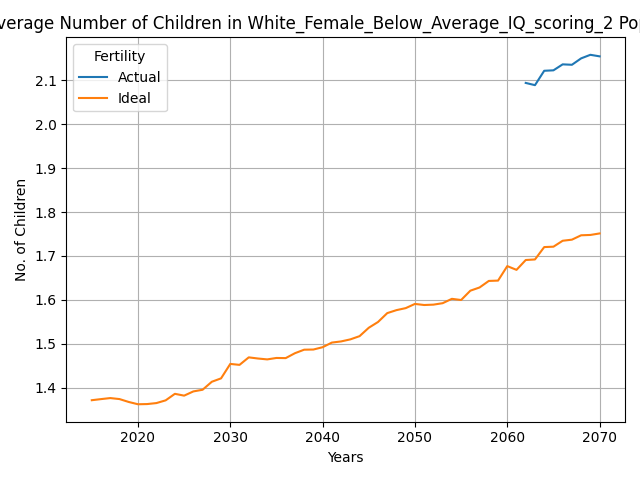 verage Number of Children in White_Female_Below_Average_IQ_scoring_2 Pop
Fertility
Actual
Ideal
No. of Children
2.1
2.0
1.9
1.8
1.7
1.6
1.5
1.4
2020 2030 2040 2050 2060 2070
Years